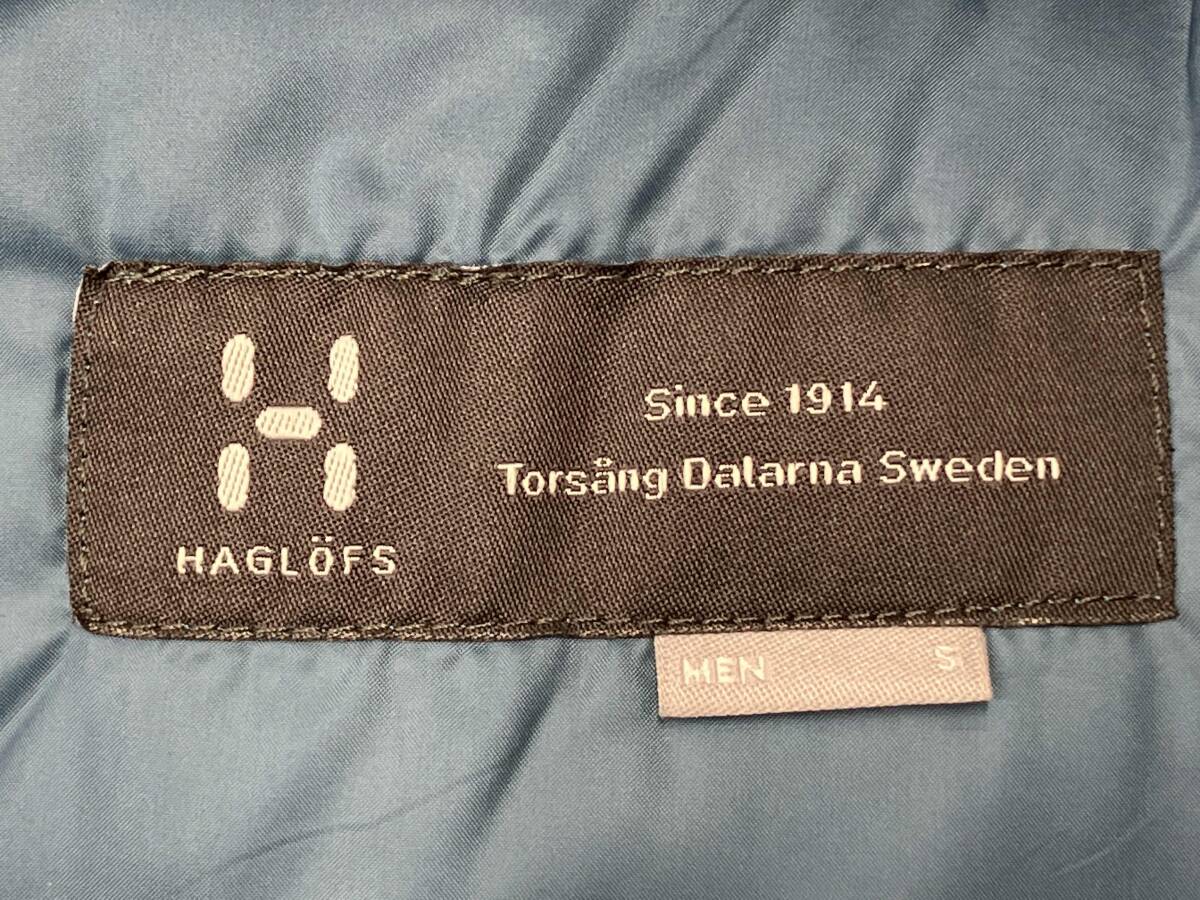 HAGLÖFS
Since 1914
Torsång Dalarna Sweden
MEN S